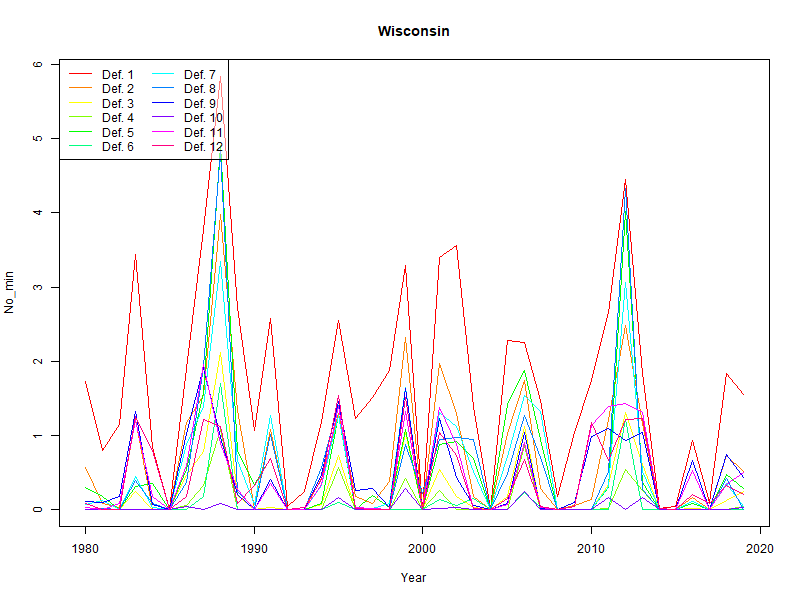 Wisconsin
Def. 1 Def. 7
Def. 2 Def. 8
Def. 3 Def. 9
Def. 4 Def. 10
Def. 5 Def. 11
Def. 6 Def. 12
6
5
4
3
2
1
0
No_min
1980 1990 2000 2010 2020
Year